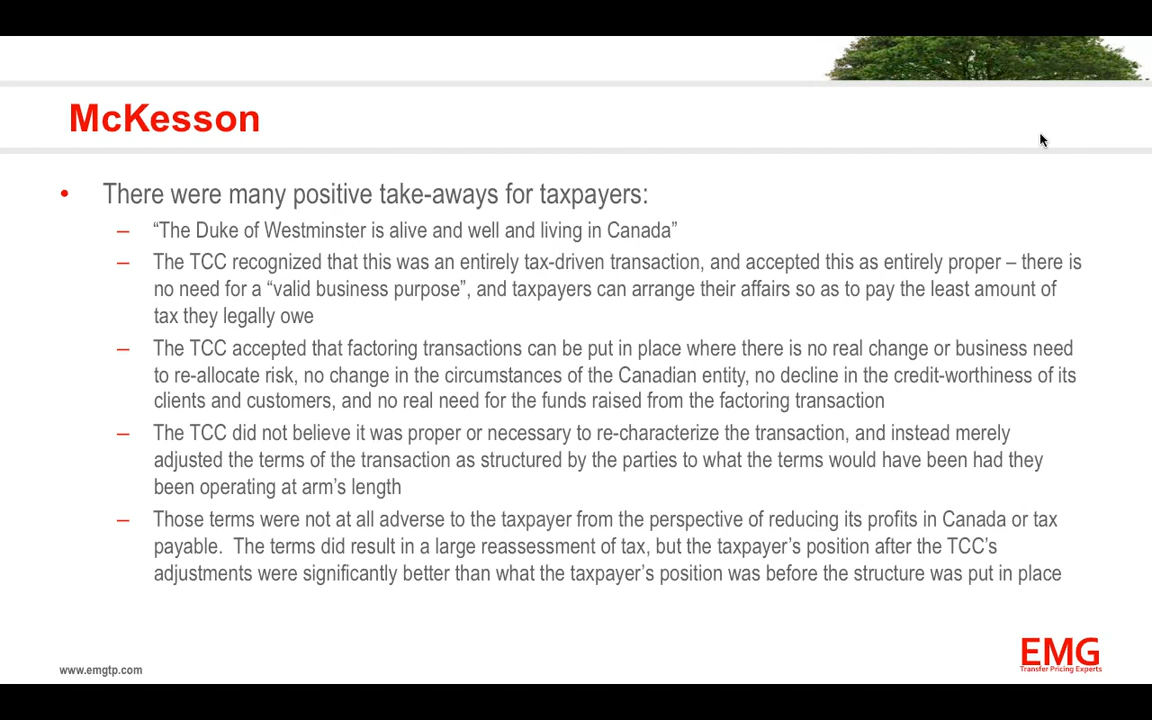 McKesson
• There were many positive take-aways for taxpayers:
– “The Duke of Westminster is alive and well and living in Canada”
– The TCC recognized that this was an entirely tax-driven transaction, and accepted this as entirely proper – there is
no need for a “valid business purpose”, and taxpayers can arrange their affairs so as to pay the least amount of
tax they legally owe
– The TCC accepted that factoring transactions can be put in place where there is no real change or business need
to re-allocate risk, no change in the circumstances of the Canadian entity, no decline in the credit-worthiness of its
clients and customers, and no real need for the funds raised from the factoring transaction
– The TCC did not believe it was proper or necessary to re-characterize the transaction, and instead merely
adjusted the terms of the transaction as structured by the parties to what the terms would have been had they
been operating at arm’s length
– Those terms were not at all adverse to the taxpayer from the perspective of reducing its profits in Canada or tax
payable.  The terms did result in a large reassessment of tax, but the taxpayer’s position after the TCC’s
adjustments were significantly better than what the taxpayer’s position was before the structure was put in place
www.emgtp.com
EMG
Transfer Pricing Experts